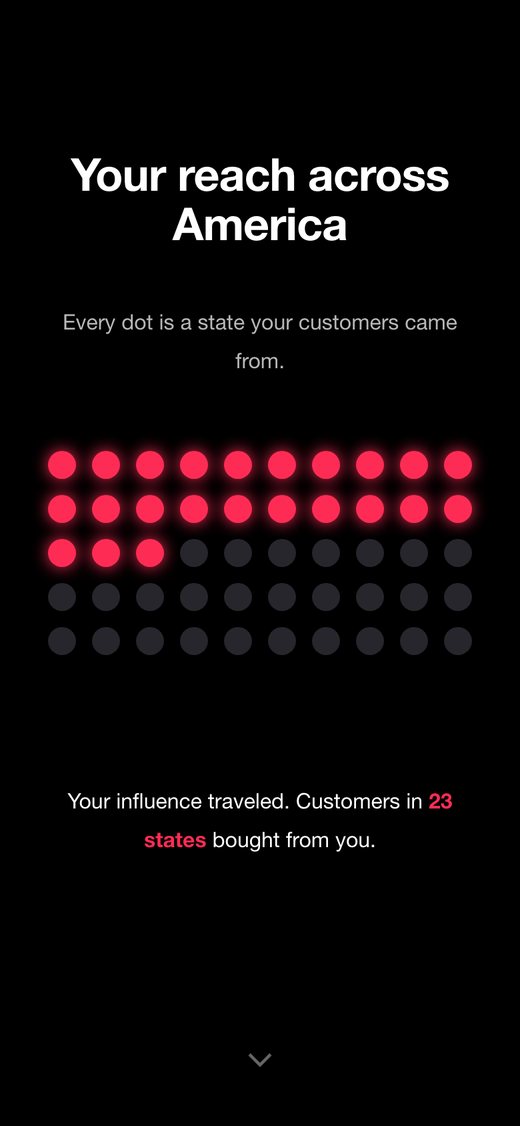 Your reach across
America
Every dot is a state your customers came
from.
Your influence traveled. Customers in 23
states bought from you.